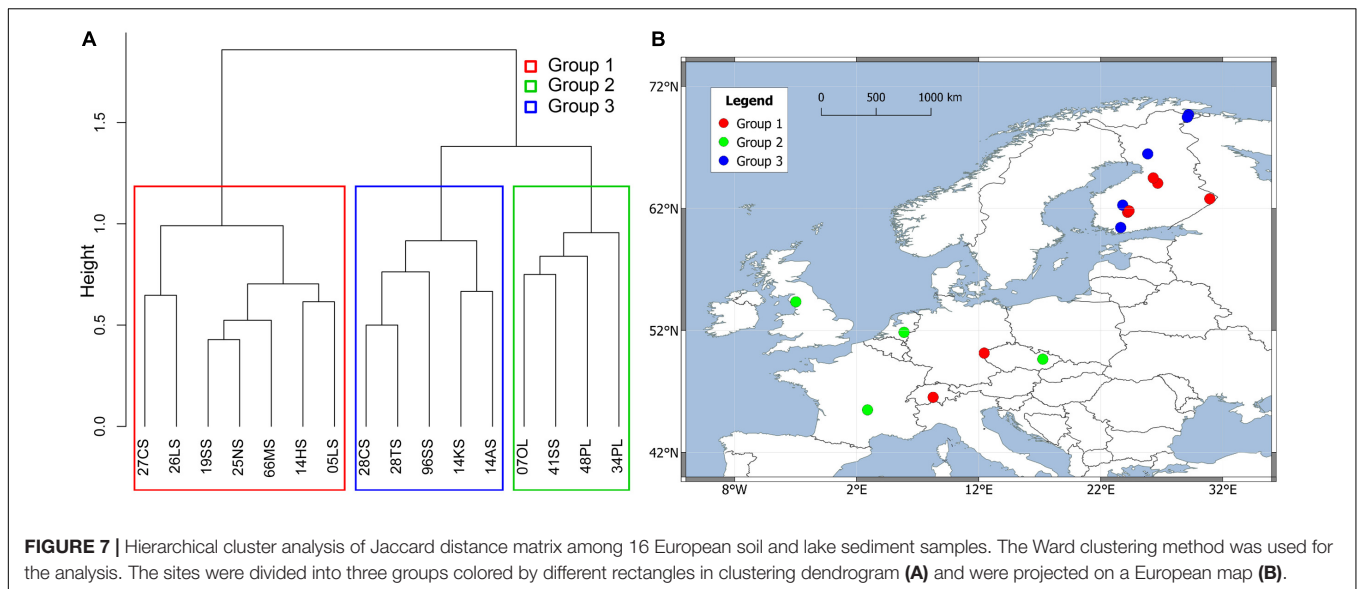 A
Height
0.0
0.5
1.0
1.5
Group 1
Group 2
Group 3
27CS
26LS
19SS
25NS
66MS
14HS
05LS
28CS
28TS
96SS
14KS
14AS
07OL
41SS
48PL
34PL
B
72°N
62°N
52°N
42°N
8°W
2°E
12°E
22°E
32°E
Legend
Group 1
Group 2
Group 3
0 500 1000 km
FIGURE 7 | Hierarchical cluster analysis of Jaccard distance matrix among 16 European soil and lake sediment samples. The Ward clustering method was used for
the analysis. The sites were divided into three groups colored by different rectangles in clustering dendrogram (A) and were projected on a European map (B).